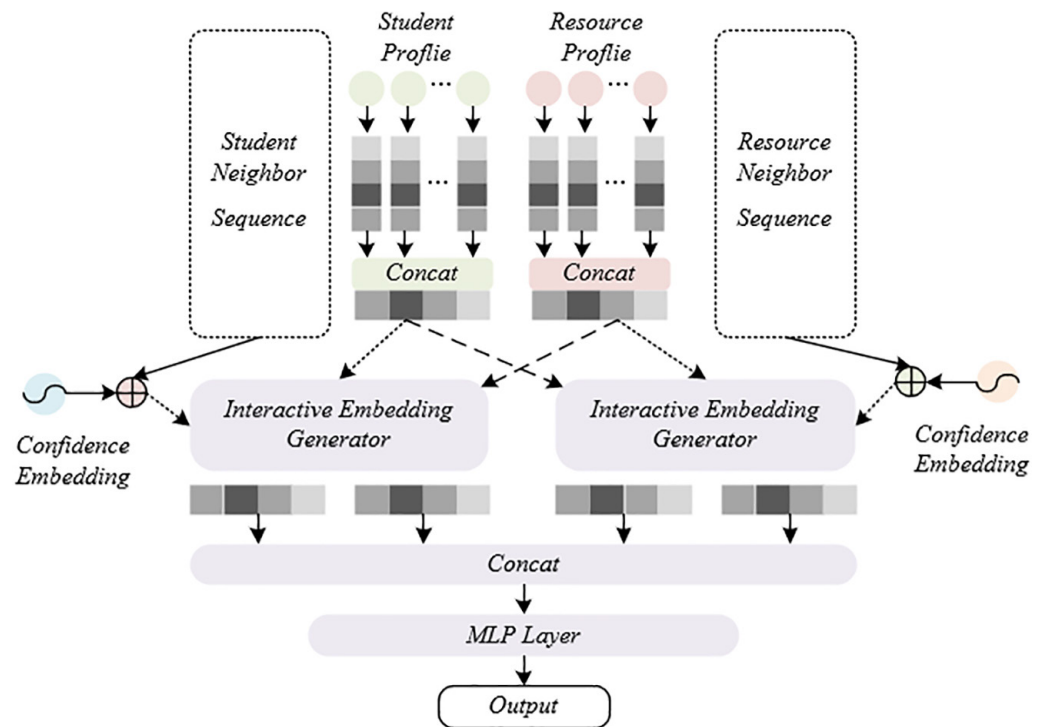 Student
Proflie
Resource
Proflie
...
...
Student
Neighbor
Sequence
...
...
Resource
Neighbor
Sequence
Concat
Concat
Interactive Embedding
Generator
Interactive Embedding
Generator
Confidence
Embedding
Confidence
Embedding
Concat
MLP Layer
Output